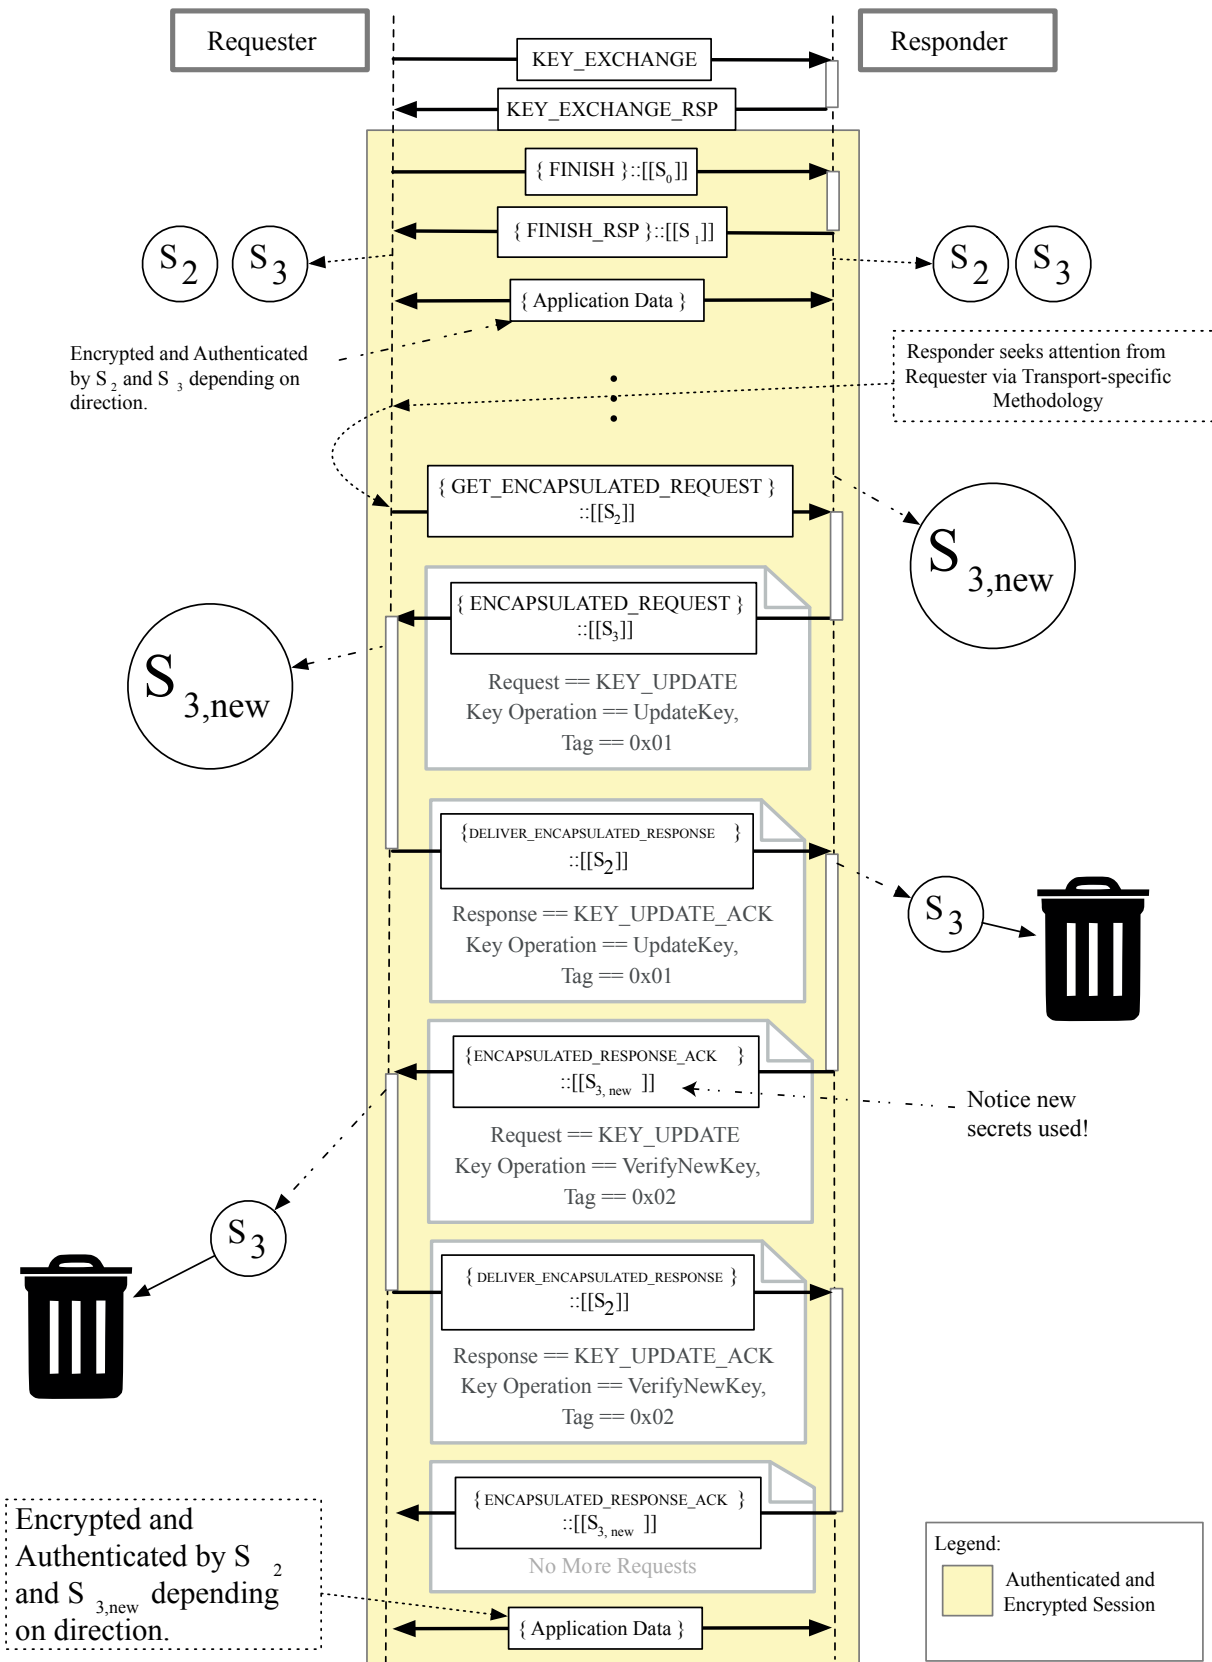 Requester
Responder
KEY_EXCHANGE
KEY_EXCHANGE_RSP
{ FINISH }::[[S0]]
{ FINISH_RSP }::[[S1]]
S2
S3
S2
S3
{ Application Data }
Encrypted and Authenticated
by S2 and S3 depending on
direction.
Responder seeks attention from
Requester via Transport-specific
Methodology
{ GET_ENCAPSULATED_REQUEST }
::[[S2]]
S3,new
{ ENCAPSULATED_REQUEST }
::[[S3]]
S3,new
Request == KEY_UPDATE
Key Operation == UpdateKey,
Tag == 0x01
{DELIVER_ENCAPSULATED_RESPONSE }
::[[S2]]
S3
Response == KEY_UPDATE_ACK
Key Operation == UpdateKey,
Tag == 0x01
{ENCAPSULATED_RESPONSE_ACK }
::[[S3, new ]]
Notice new
secrets used!
Request == KEY_UPDATE
Key Operation == VerifyNewKey,
Tag == 0x02
S3
{ DELIVER_ENCAPSULATED_RESPONSE }
::[[S2]]
Response == KEY_UPDATE_ACK
Key Operation == VerifyNewKey,
Tag == 0x02
{ENCAPSULATED_RESPONSE_ACK }
::[[S3, new ]]
No More Requests
Encrypted and
Authenticated by S2
and S3,new depending
on direction.
{ Application Data }
Legend:
Authenticated and
Encrypted Session